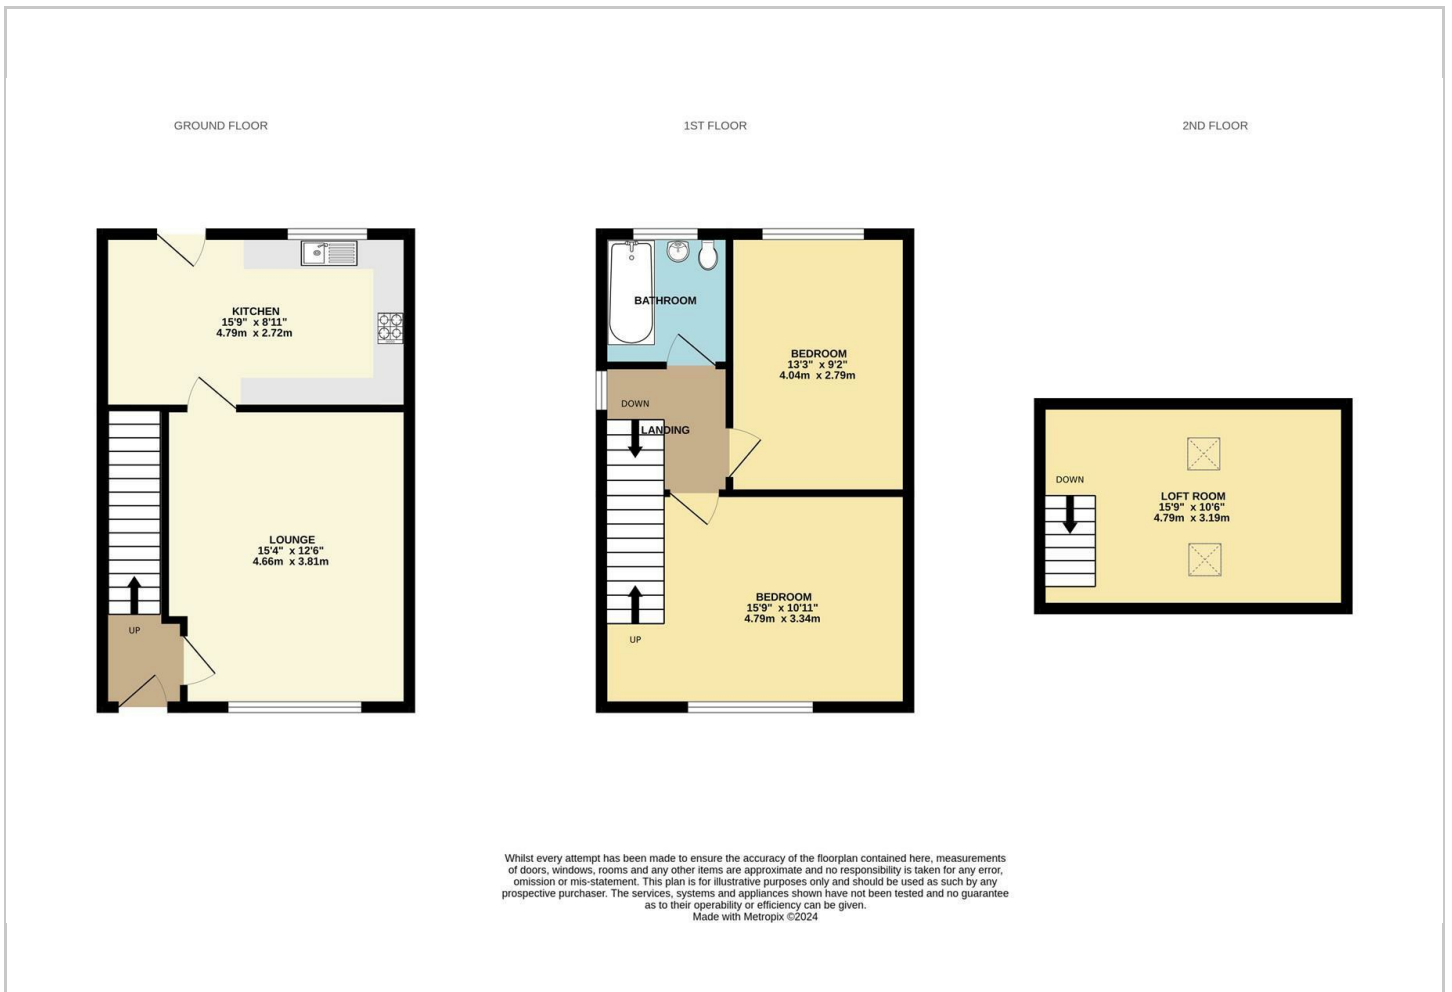 GROUND FLOOR
1ST FLOOR
2ND FLOOR
KITCHEN
15'9" x 8'11"
4.79m x 2.72m
LOUNGE
15'4" x 12'6"
4.66m x 3.81m
UP
BATHROOM
BEDROOM
13'3" x 9'2"
4.04m x 2.79m
DOWN
LANDING
BEDROOM
15'9" x 10'11"
4.79m x 3.34m
UP
DOWN
LOFT ROOM
15'9" x 10'6"
4.79m x 3.19m
Whilst every attempt has been made to ensure the accuracy of the floorplan contained here, measurements
of doors, windows, rooms and any other items are approximate and no responsibility is taken for any error,
omission or mis-statement. This plan is for illustrative purposes only and should be used as such by any
prospective purchaser. The services, systems and appliances shown have not been tested and no guarantee
as to their operability or efficiency can be given.
Made with Metropix ©2024